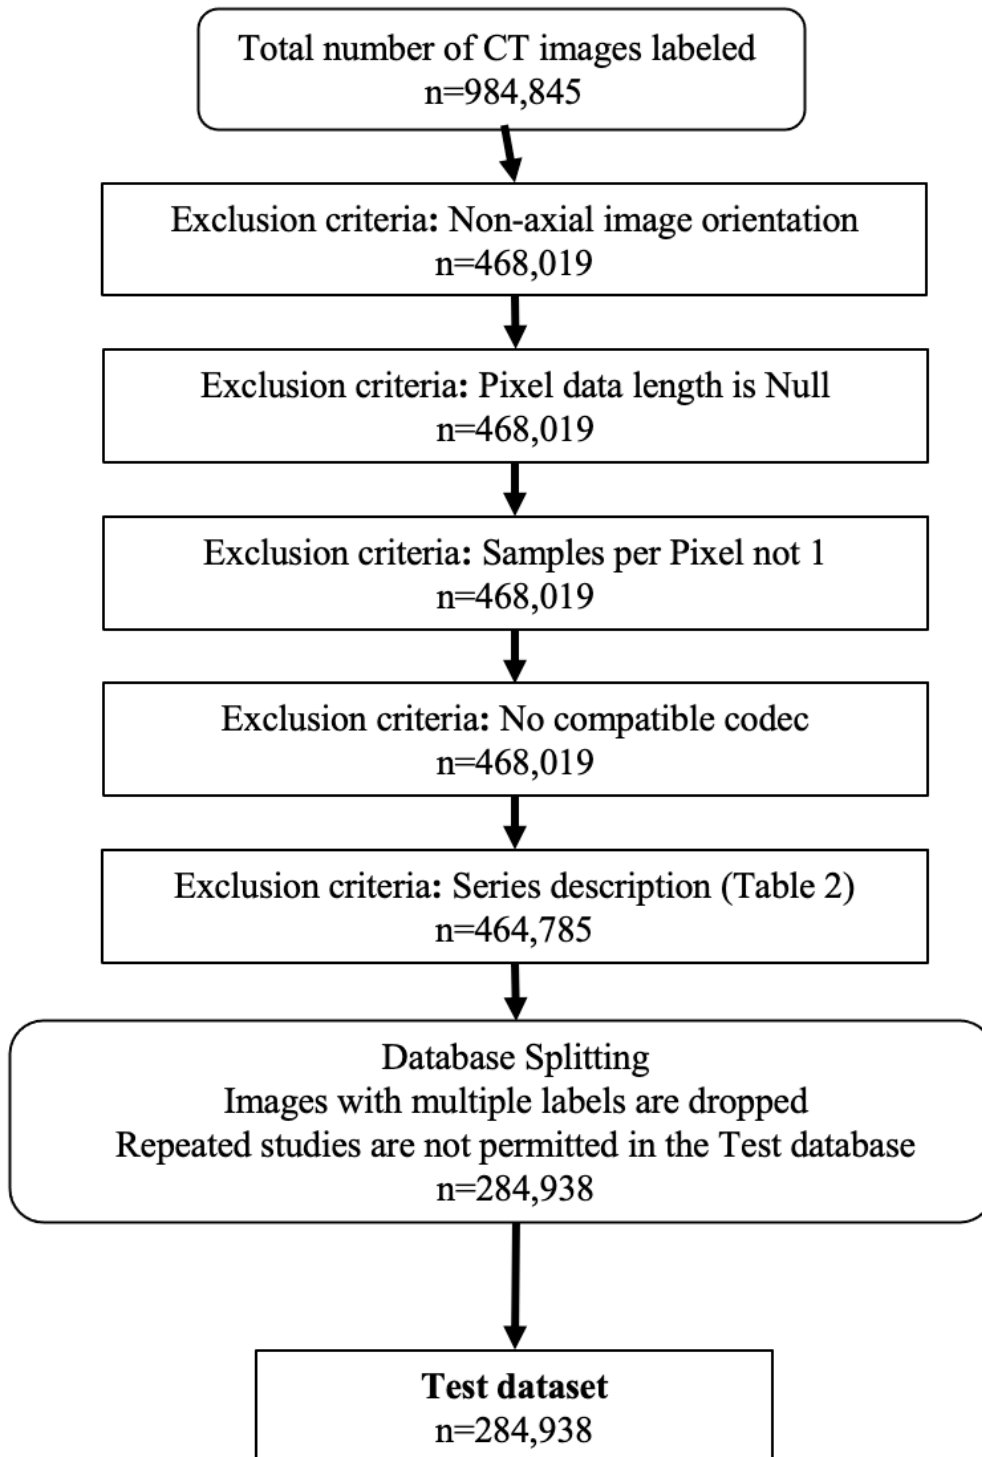 Total number of CT images labeled
n=984,845
Exclusion criteria: Non-axial image orientation
n=468,019
Exclusion criteria: Pixel data length is Null
n=468,019
Exclusion criteria: Samples per Pixel not 1
n=468,019
Exclusion criteria: No compatible codec
n=468,019
Exclusion criteria: Series description (Table 2)
n=464,785
Database Splitting
Images with multiple labels are dropped
Repeated studies are not permitted in the Test database
n=284,938
Test dataset
n=284,938